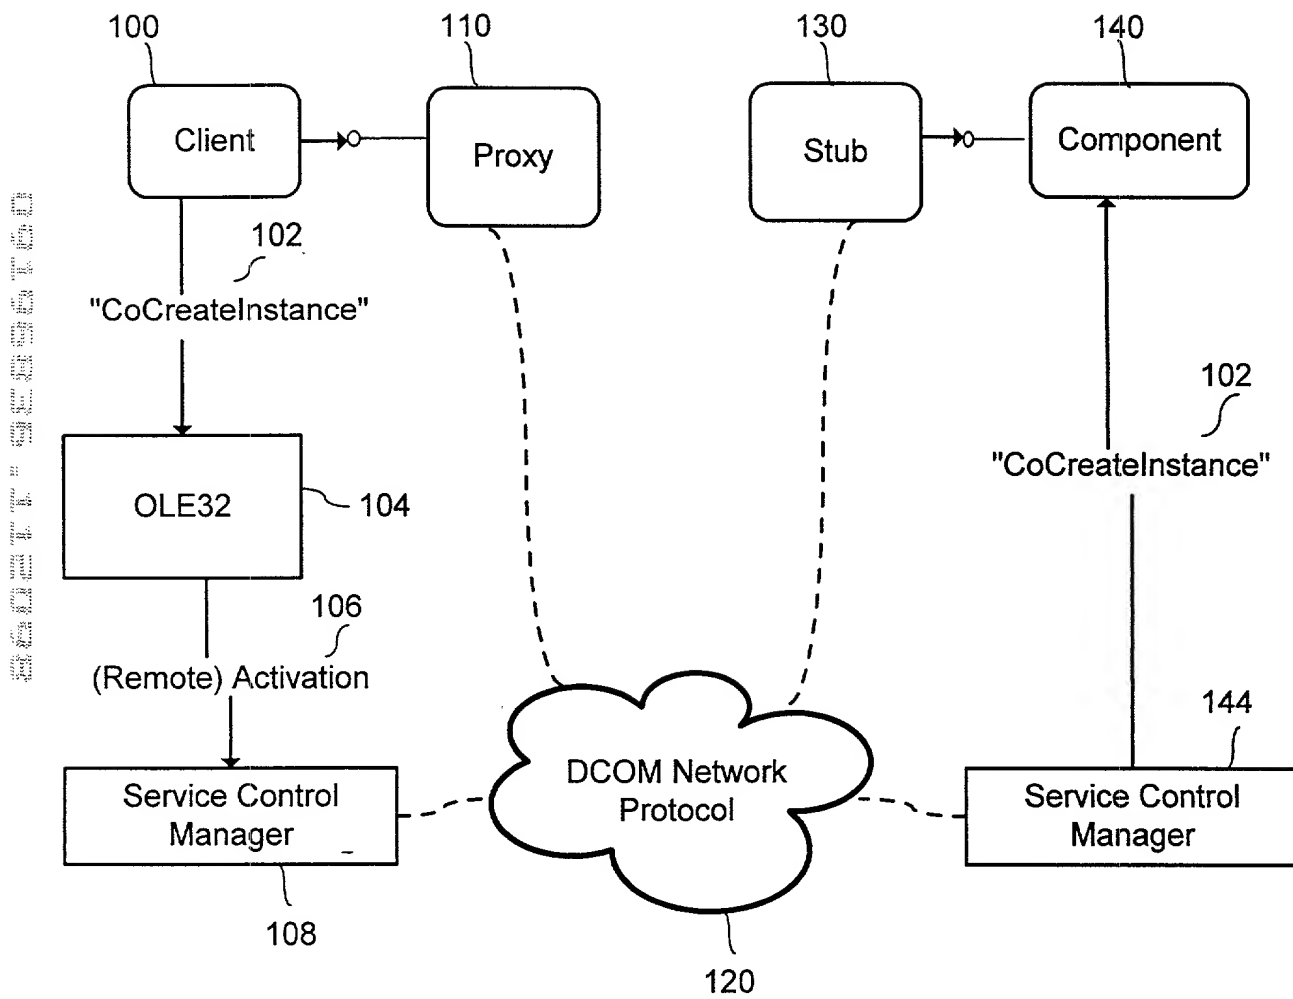 100
110
130
140
Client
Proxy
Stub
Component
102
"CoCreateInstance"
102
"CoCreateInstance"
OLE32
104
106
(Remote) Activation
144
Service Control
Manager
DCOM Network
Protocol
Service Control
Manager
108
120